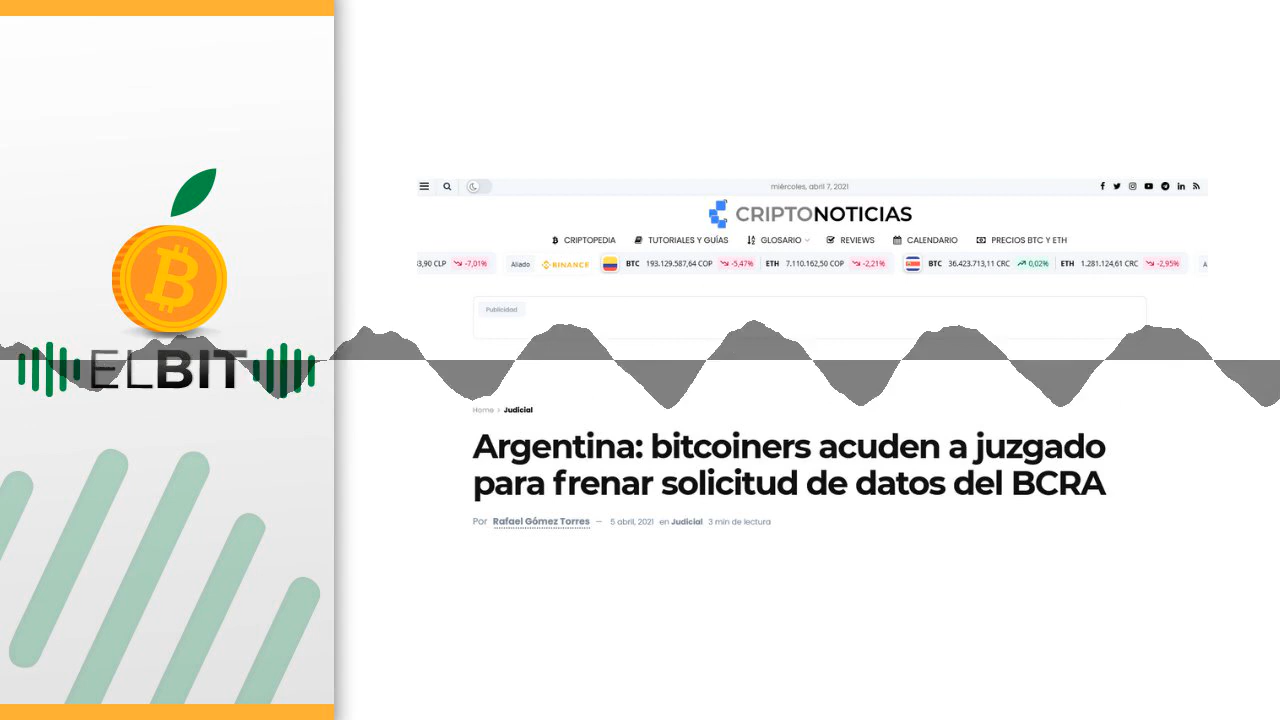 ELBIT
miércoles, abril 7, 2021
CRIPTONOTICIAS
CRIPTOPEDIA TUTORIALES Y GUÍAS GLOSARIO REVIEWS CALENDARIO PRECIOS BTC Y ETH
3,90 CLP -7,01% Aliado BINANCE BTC 193.129.587,64 COP -5,47% ETH 7.110.162,50 COP -2,21% BTC 36.423.713,11 CRC 0,02% ETH 1.281.124,61 CRC -2,95% A
Publicidad
Home > Judicial
Argentina: bitcoiners acuden a juzgado
para frenar solicitud de datos del BCRA
Por Rafael Gómez Torres — 5 abril, 2021 en Judicial 3 min de lectura